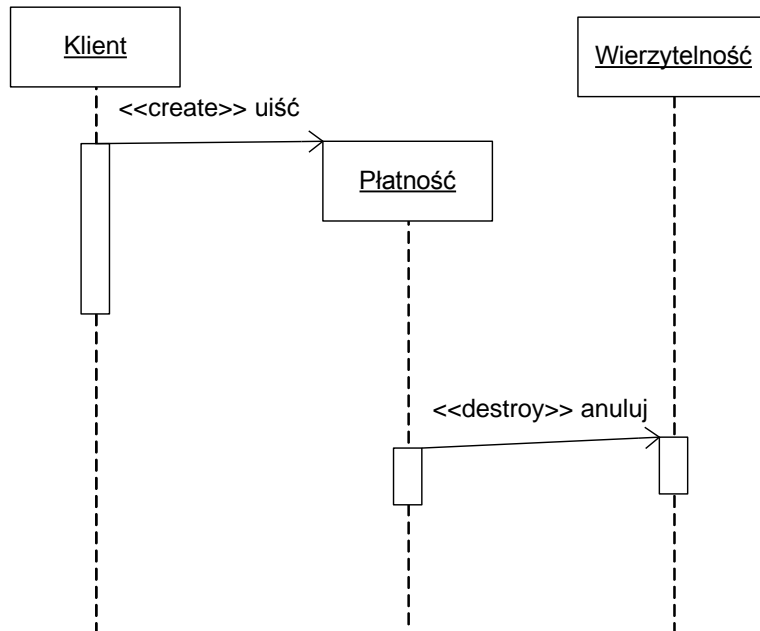 Klient
Wierzytelność
<<create>> uiść
Płatność
<<destroy>> anuluj